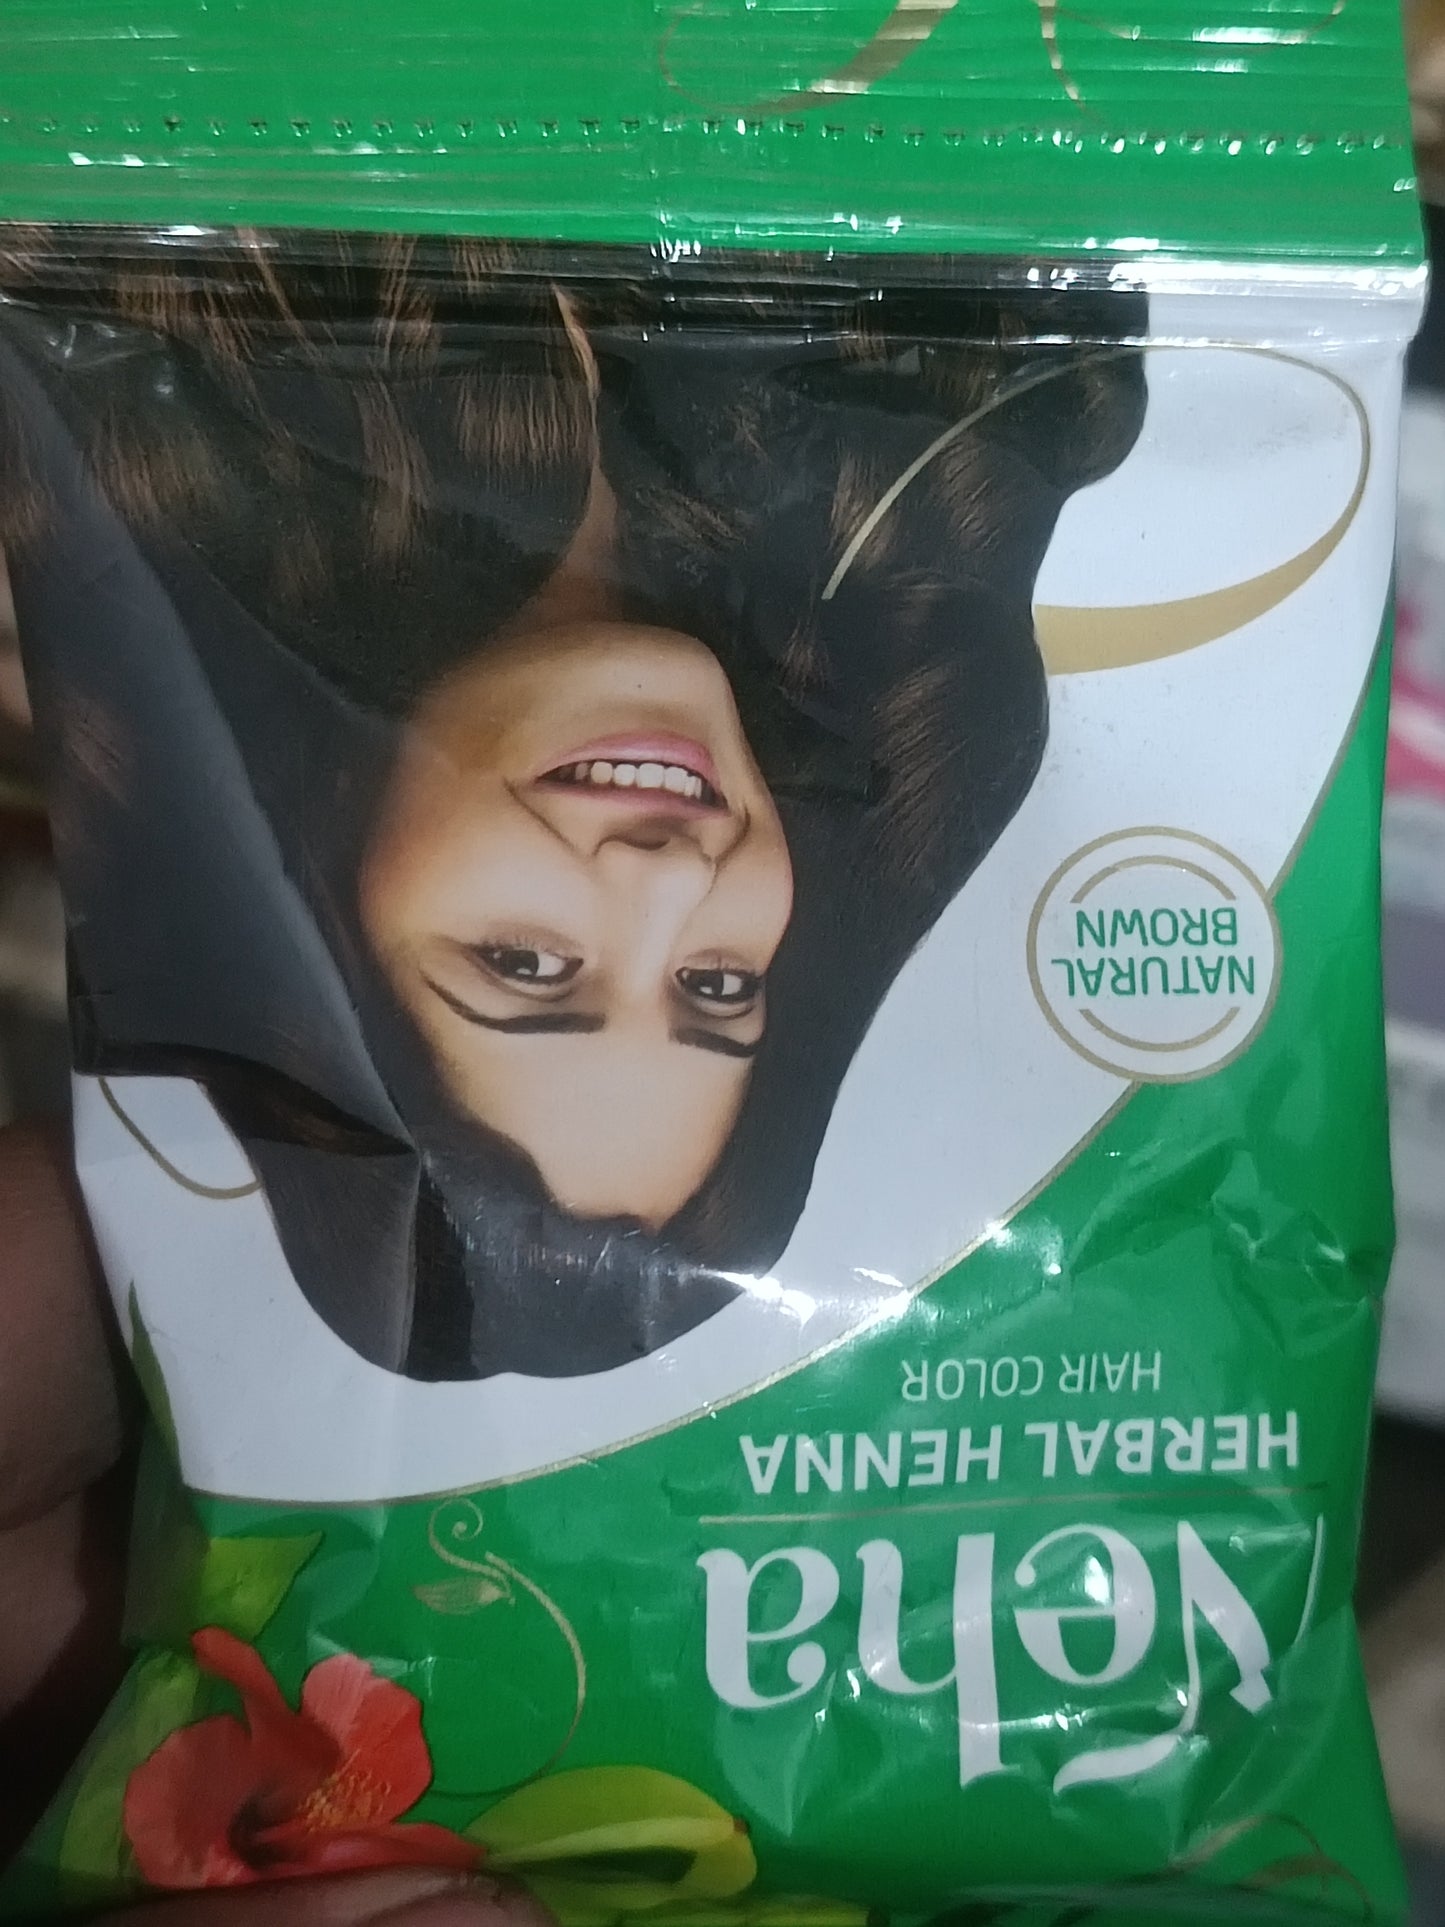 Neha
HERBAL HENNA
HAIR COLOR
NATURAL
BROWN